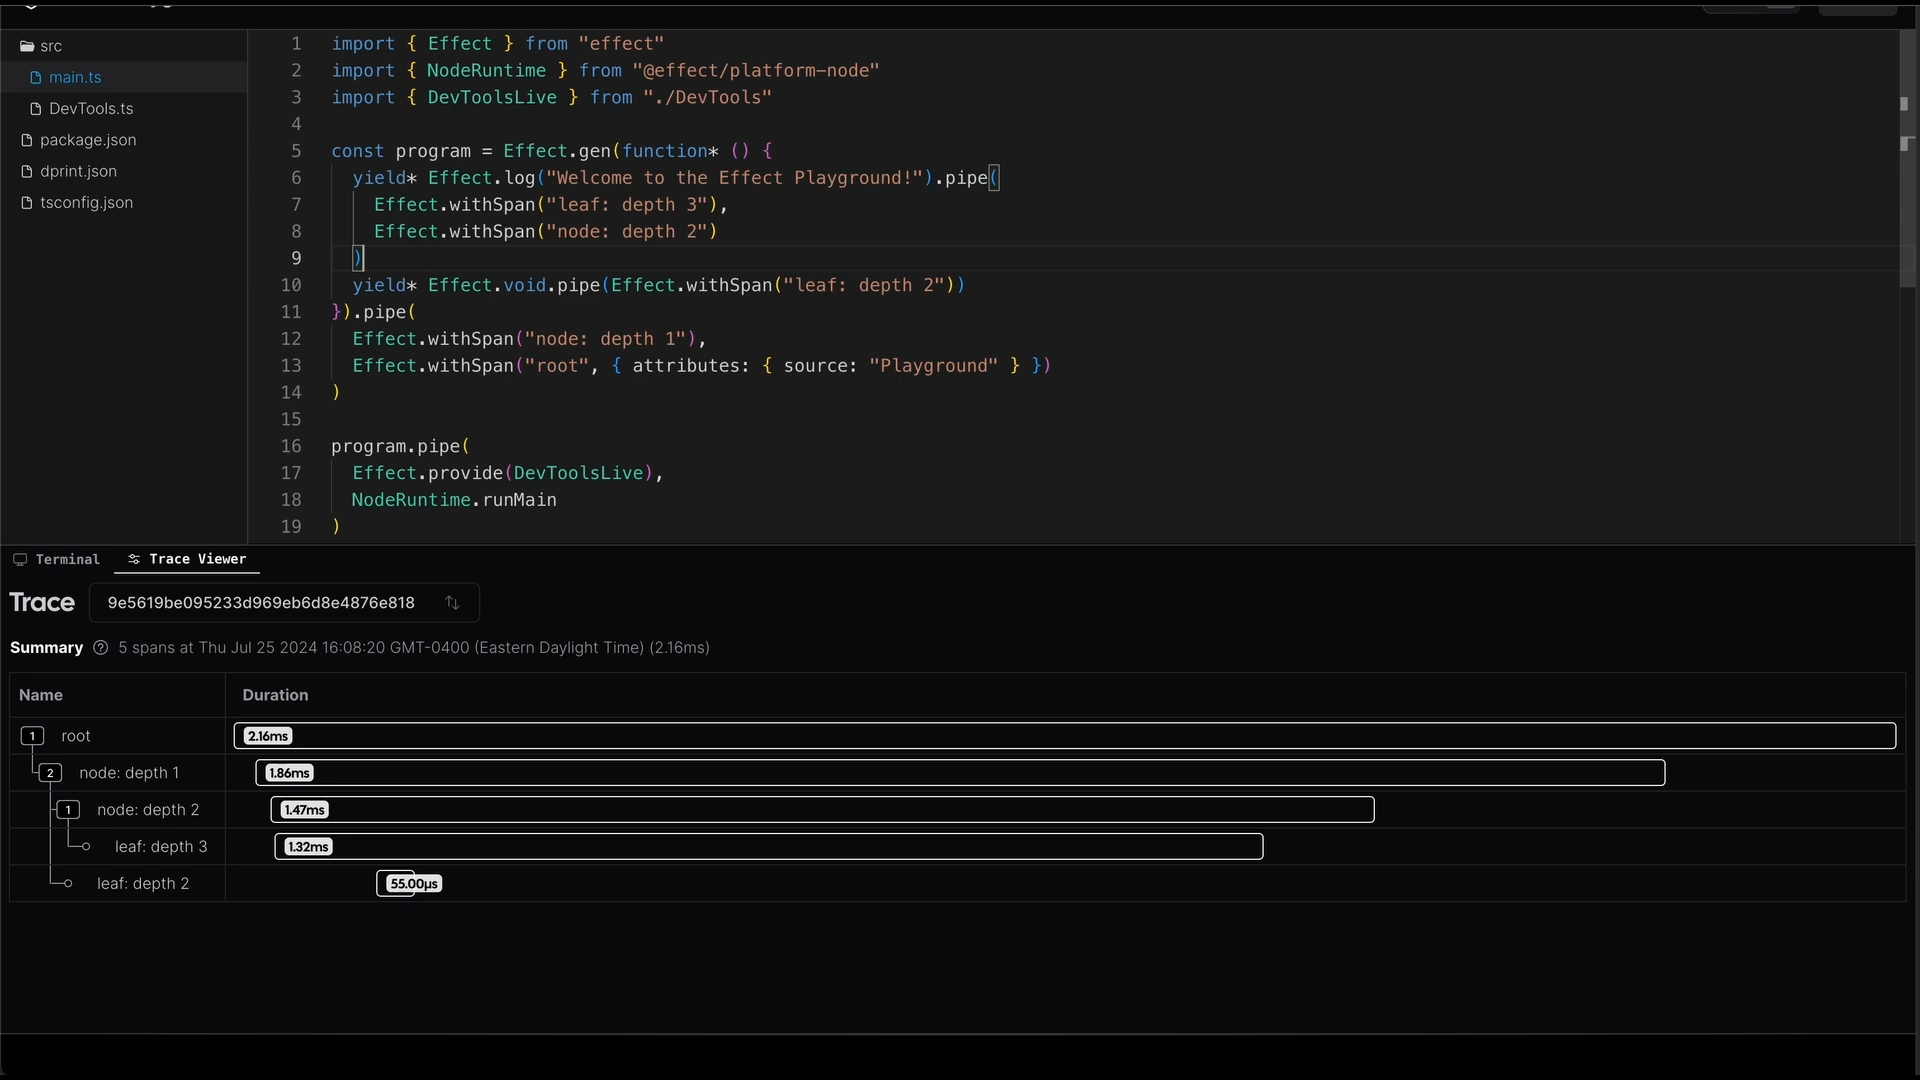 src
main.ts
DevTools.ts
package.json
dprint.json
tsconfig.json
1 import { Effect } from "effect"
2 import { NodeRuntime } from "@effect/platform-node"
3 import { DevToolsLive } from "./DevTools"
4
5 const program = Effect.gen(function* () {
6 yield* Effect.log("Welcome to the Effect Playground!").pipe(
7 Effect.withSpan("leaf: depth 3"),
8 Effect.withSpan("node: depth 2")
9 )
10 yield* Effect.void.pipe(Effect.withSpan("leaf: depth 2"))
11 }).pipe(
12 Effect.withSpan("node: depth 1"),
13 Effect.withSpan("root", { attributes: { source: "Playground" } })
14 )
15
16 program.pipe(
17 Effect.provide(DevToolsLive),
18 NodeRuntime.runMain
19 )
Terminal Trace Viewer
Trace 9e5619be095233d969eb6d8e4876e818
Summary ? 5 spans at Thu Jul 25 2024 16:08:20 GMT-0400 (Eastern Daylight Time) (2.16ms)
Name Duration
1 root 2.16ms
2 node: depth 1 1.86ms
1 node: depth 2 1.47ms
leaf: depth 3 1.32ms
leaf: depth 2 55.00µs